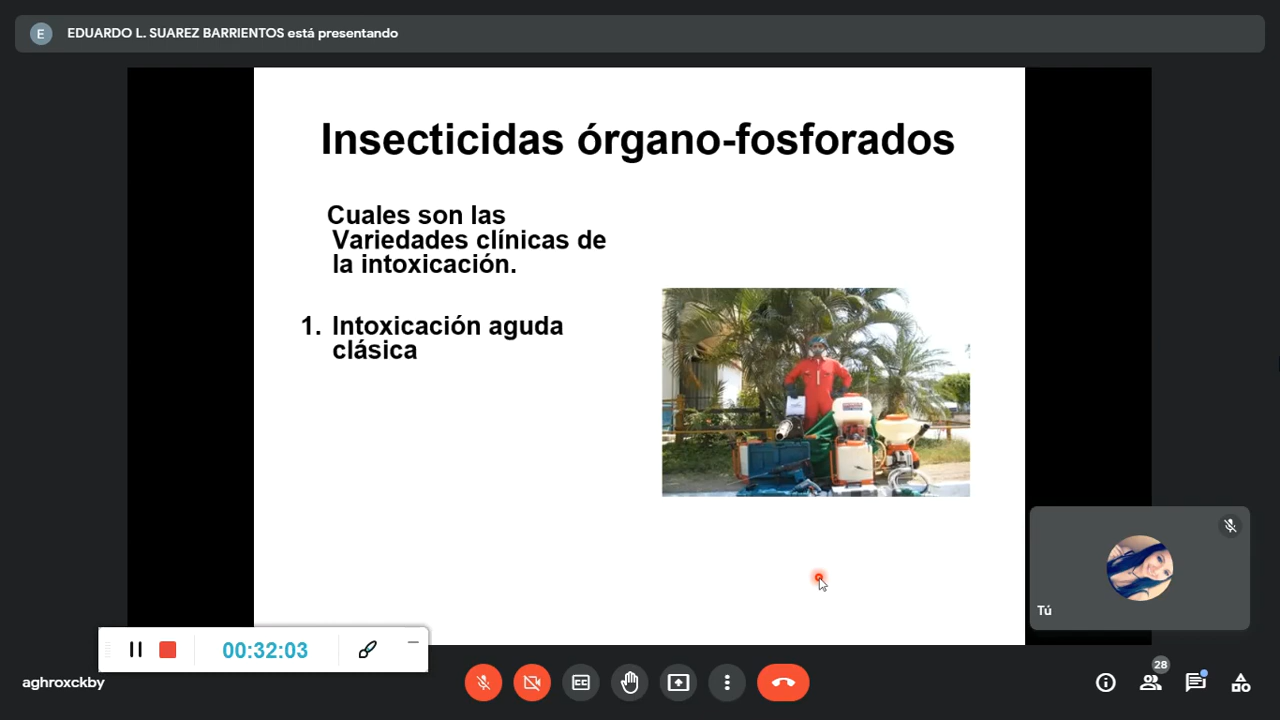 E
EDUARDO L. SUAREZ BARRIENTOS está presentando
Insecticidas órgano-fosforados
Cuales son las
Variedades clínicas de
la intoxicación.
1. Intoxicación aguda
clásica
Tú
00:32:03
aghroxckby
CC
28